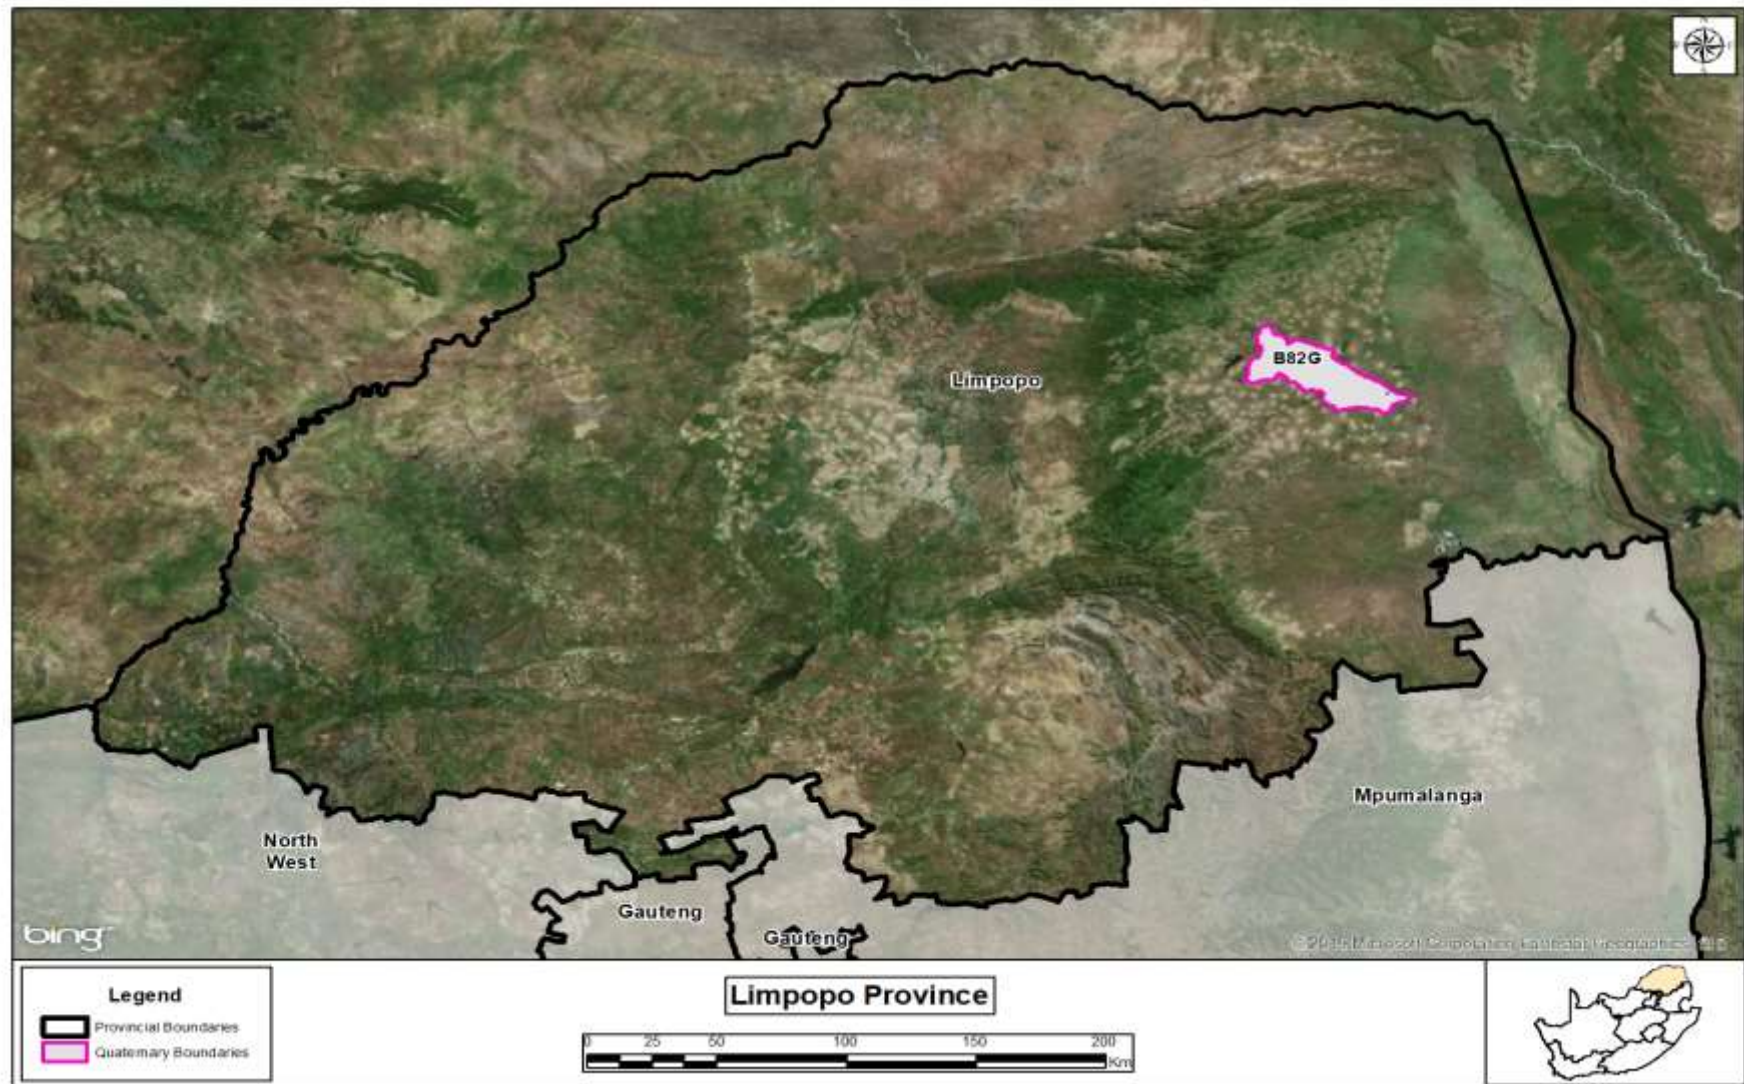 B82G
Limpopo
Mpumalanga
North
West
Gauteng
Gauteng
bing
Legend
Provincial Boundaries
Quaternary Boundaries
Limpopo Province
0 25 50 100 150 200
Km